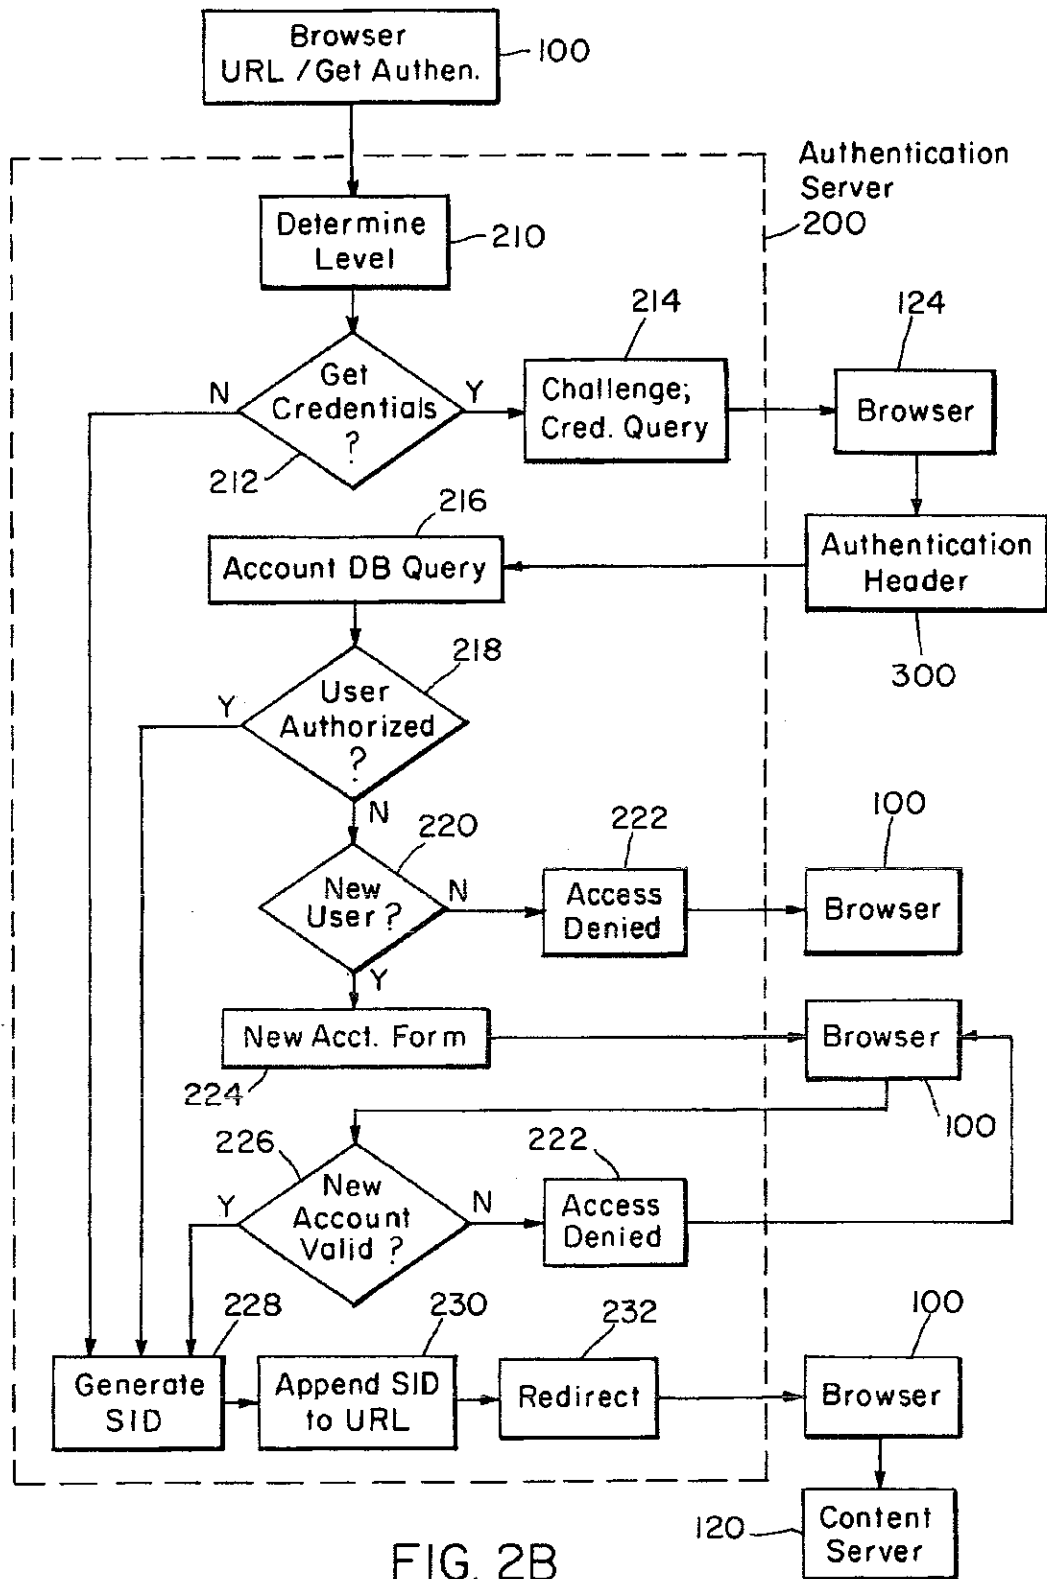 Browser
URL / Get Authen.
100
Authentication
Server
200
Determine
Level
210
214
124
N
Get
Credentials
?
Y
212
Challenge;
Cred. Query
Browser
216
Account DB Query
Authentication
Header
300
218
Y
User
Authorized
?
N
220
222
100
New
User ?
N
Access
Denied
Browser
Y
New Acct. Form
224
Browser
100
226
222
Y
New
Account
Valid ?
N
Access
Denied
228
230
232
100
Generate
SID
Append SID
to URL
Redirect
Browser
120
Content
Server
FIG. 2B